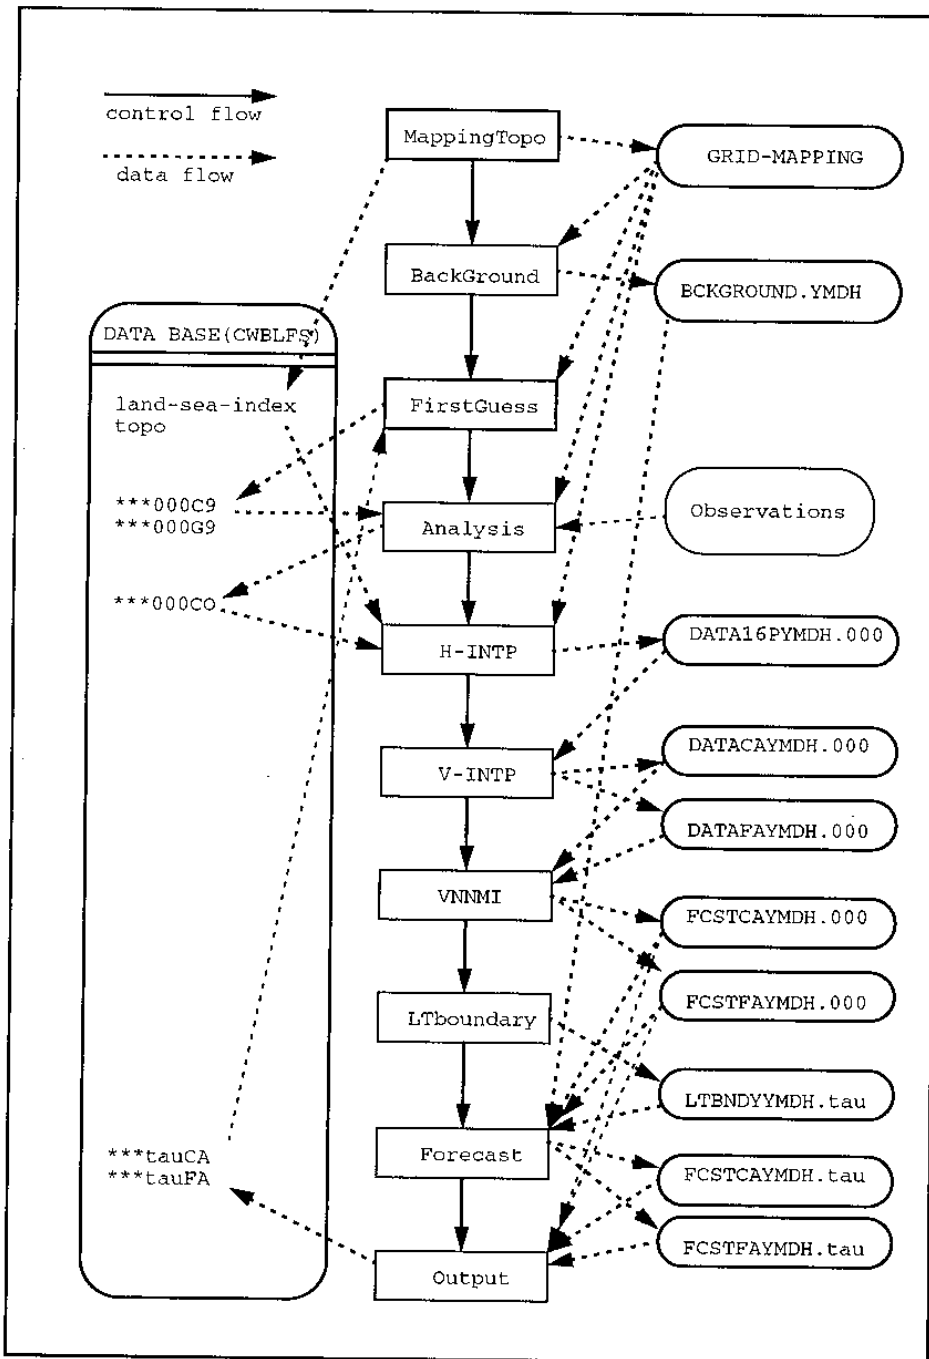 control flow
data flow
MappingTopo
GRID-MAPPING
BackGround
BCKGROUND.YMDH
DATA BASE(CWBLFS)
land-sea-index
topo
FirstGuess
***000C9
***000G9
Analysis
Observations
***000CO
H-INTP
DATA16PYMDH.000
V-INTP
DATACAYMDH.000
DATAFAYMDH.000
VNNMI
FCSTCAYMDH.000
FCSTFAYMDH.000
LTboundary
LTBNDYYMDH.tau
***tauCA
***tauFA
Forecast
FCSTCAYMDH.tau
FCSTFAYMDH.tau
Output